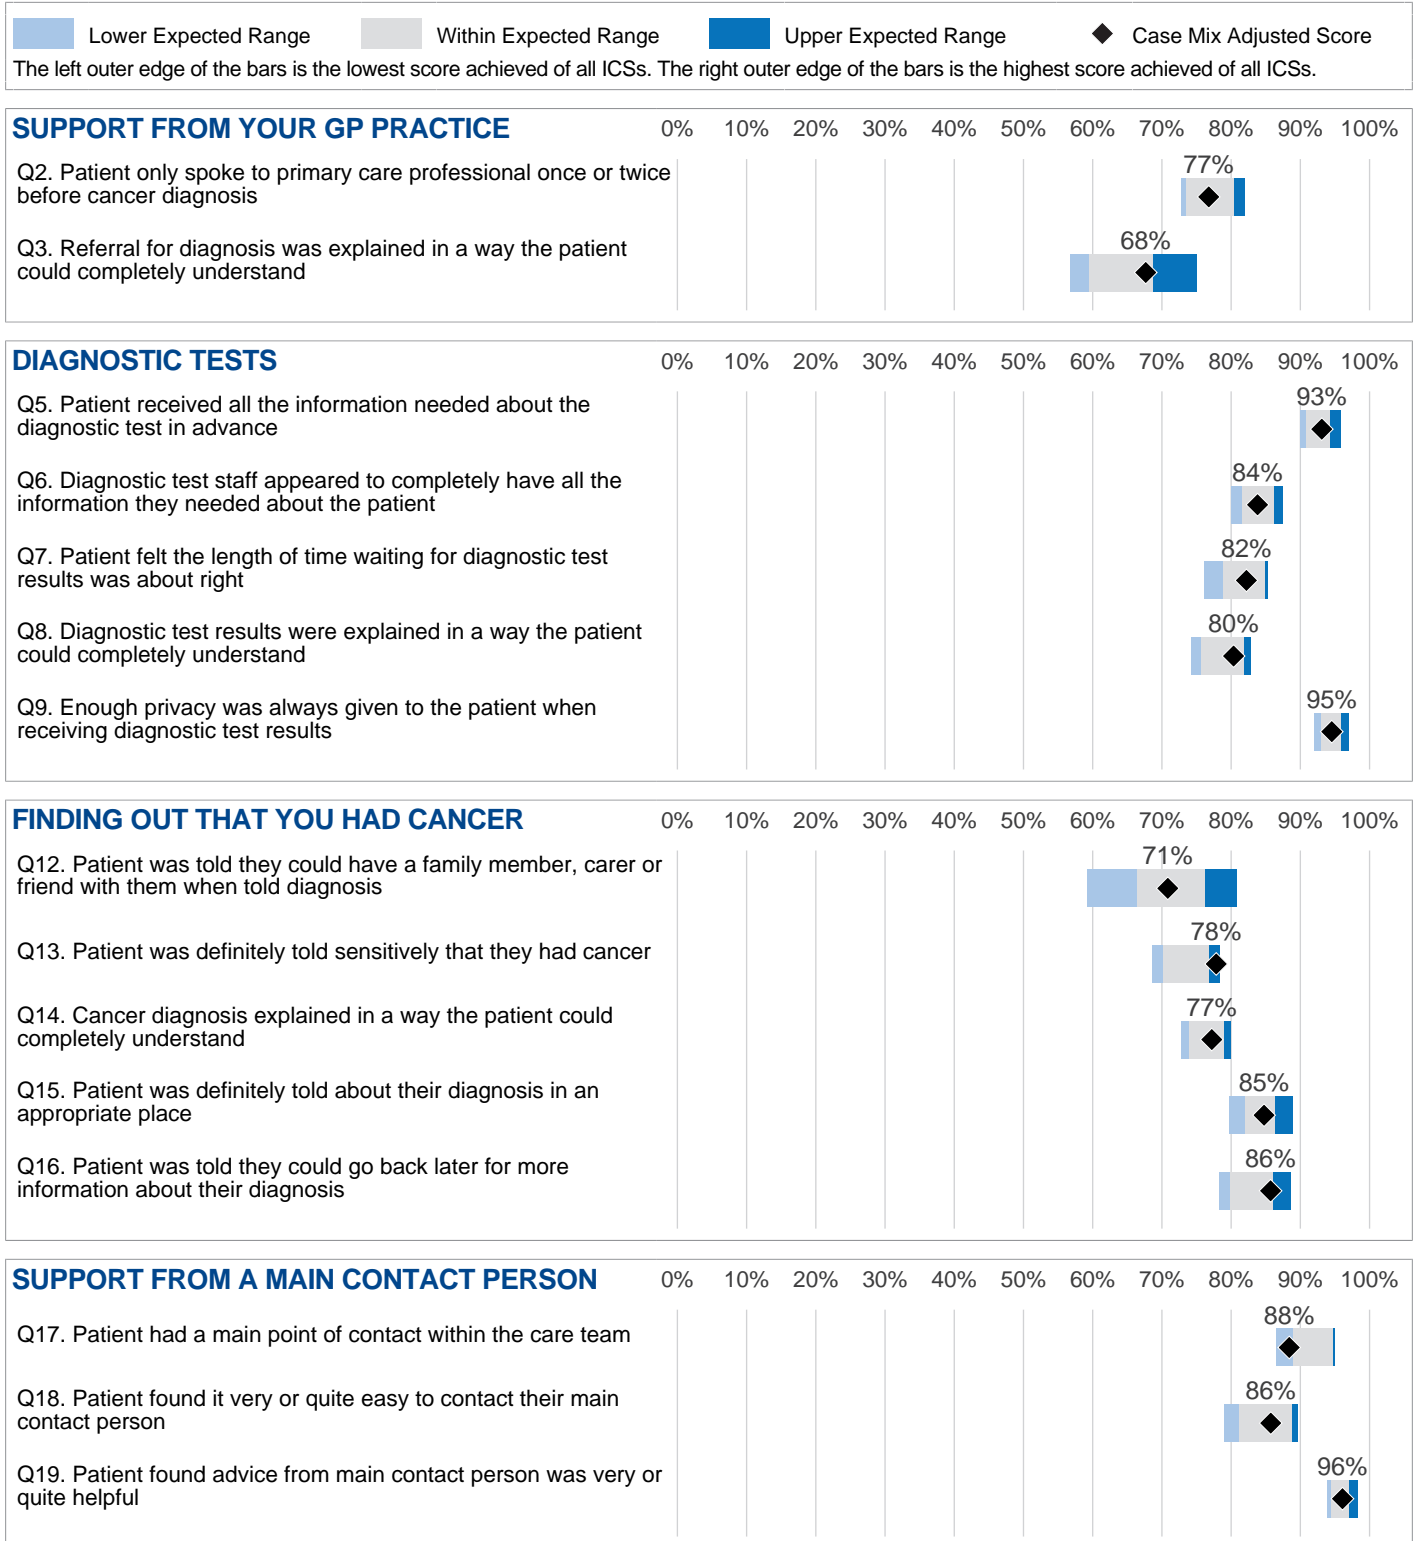 Lower Expected Range Within Expected Range Upper Expected Range Case Mix Adjusted Score
The left outer edge of the bars is the lowest score achieved of all ICSs. The right outer edge of the bars is the highest score achieved of all ICSs.
SUPPORT FROM YOUR GP PRACTICE 0% 10% 20% 30% 40% 50% 60% 70% 80% 90% 100%
Q2. Patient only spoke to primary care professional once or twice
before cancer diagnosis
77%
Q3. Referral for diagnosis was explained in a way the patient
could completely understand
68%
DIAGNOSTIC TESTS 0% 10% 20% 30% 40% 50% 60% 70% 80% 90% 100%
Q5. Patient received all the information needed about the
diagnostic test in advance
93%
Q6. Diagnostic test staff appeared to completely have all the
information they needed about the patient
84%
Q7. Patient felt the length of time waiting for diagnostic test
results was about right
82%
Q8. Diagnostic test results were explained in a way the patient
could completely understand
80%
Q9. Enough privacy was always given to the patient when
receiving diagnostic test results
95%
FINDING OUT THAT YOU HAD CANCER 0% 10% 20% 30% 40% 50% 60% 70% 80% 90% 100%
Q12. Patient was told they could have a family member, carer or
friend with them when told diagnosis
71%
Q13. Patient was definitely told sensitively that they had cancer
78%
Q14. Cancer diagnosis explained in a way the patient could
completely understand
77%
Q15. Patient was definitely told about their diagnosis in an
appropriate place
85%
Q16. Patient was told they could go back later for more
information about their diagnosis
86%
SUPPORT FROM A MAIN CONTACT PERSON 0% 10% 20% 30% 40% 50% 60% 70% 80% 90% 100%
Q17. Patient had a main point of contact within the care team
88%
Q18. Patient found it very or quite easy to contact their main
contact person
86%
Q19. Patient found advice from main contact person was very or
quite helpful
96%